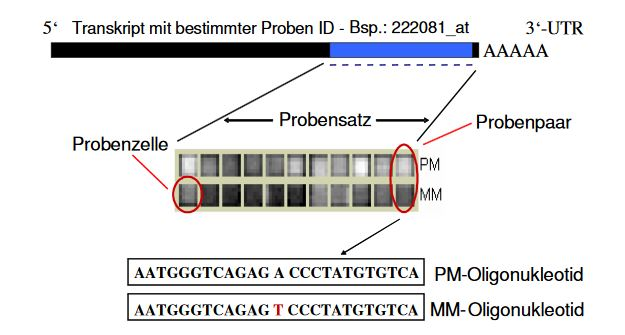 5‘ Transkript mit bestimmter Proben ID - Bsp.: 222081_at 3‘-UTR
AAAAA
Probensatz
Probenpaar
Probenzelle
PM
MM
AATGGGTCAGAG A CCCTATGTGTCA PM-Oligonukleotid
AATGGGTCAGAG T CCCTATGTGTCA MM-Oligonukleotid